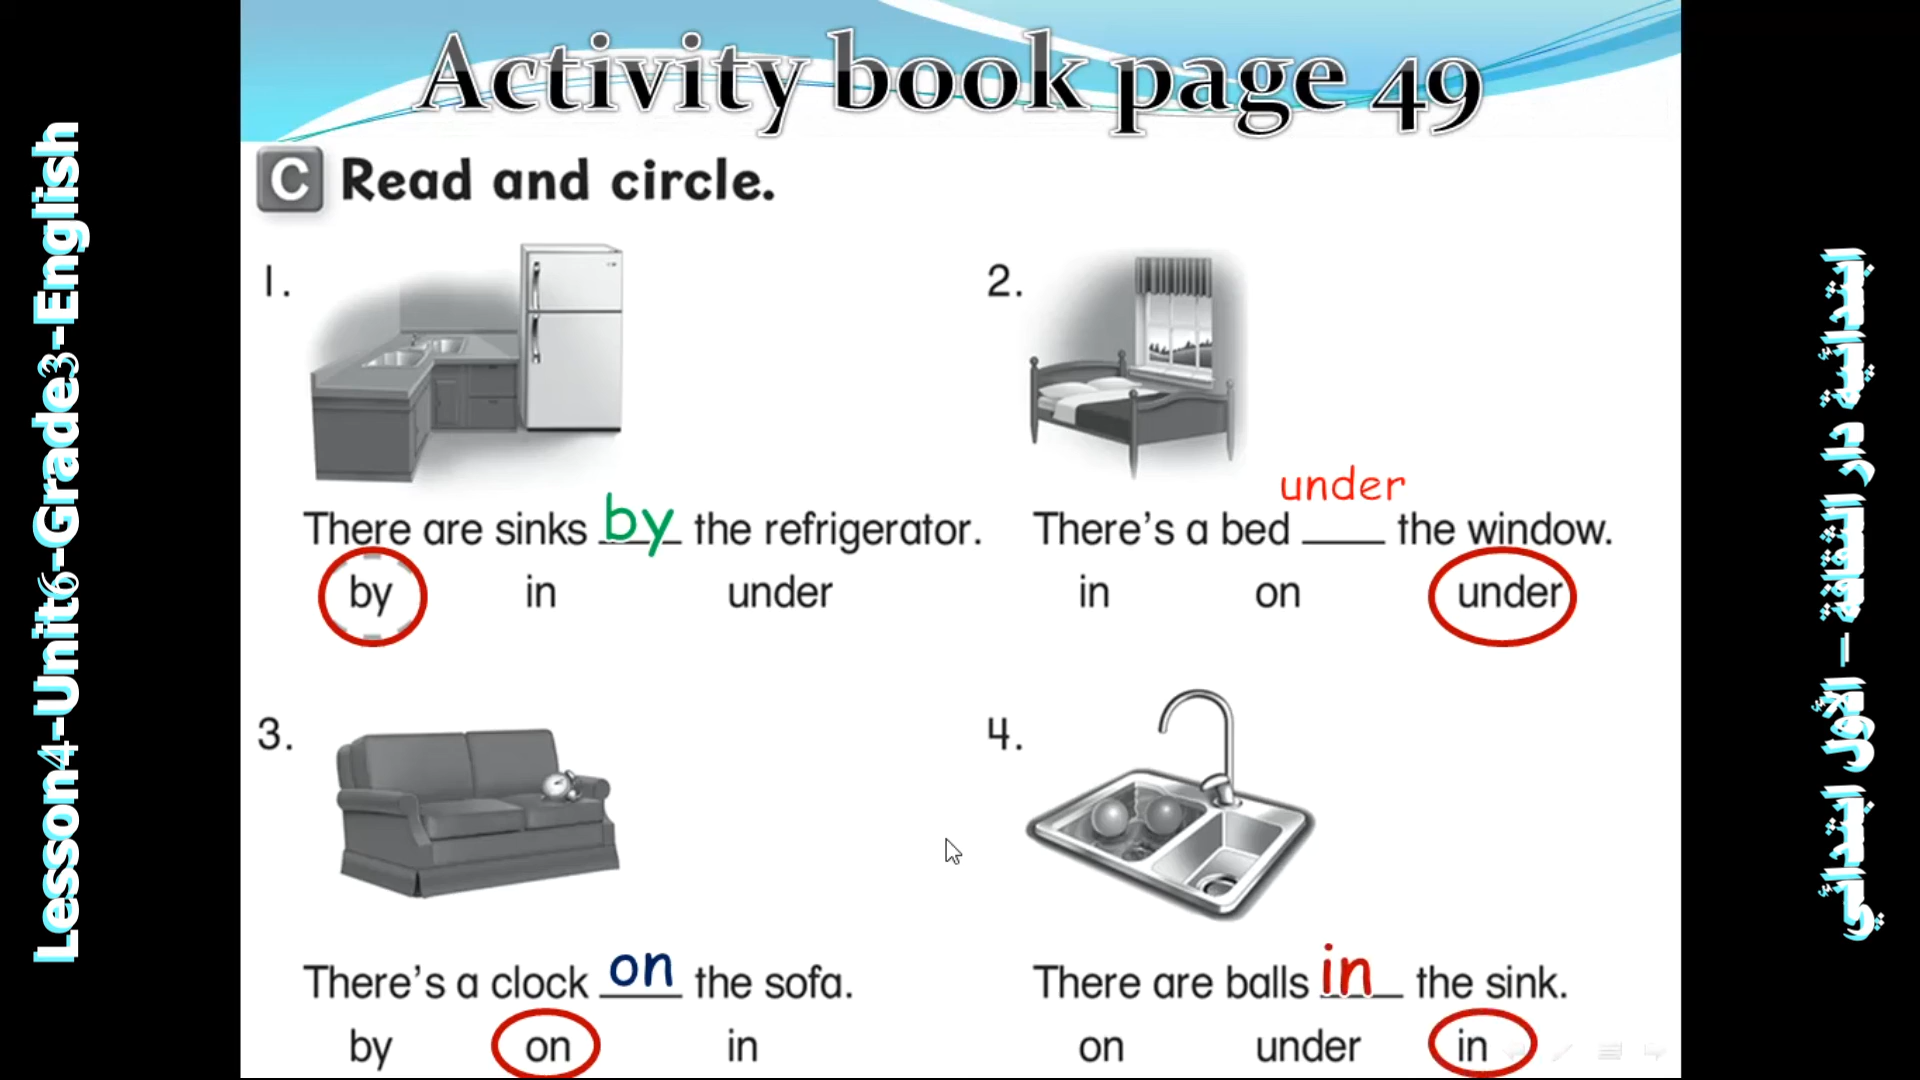 Activity book page 49
Lesson4-Unit6-Grade3-English
C Read and circle.
1.
There are sinks by the refrigerator.
by in under
2.
under
There's a bed ____ the window.
in on under
3.
There's a clock on the sofa.
by on in
4.
There are balls in the sink.
on under in
ابتدائية دار الثقافة – الأول ابتدائي